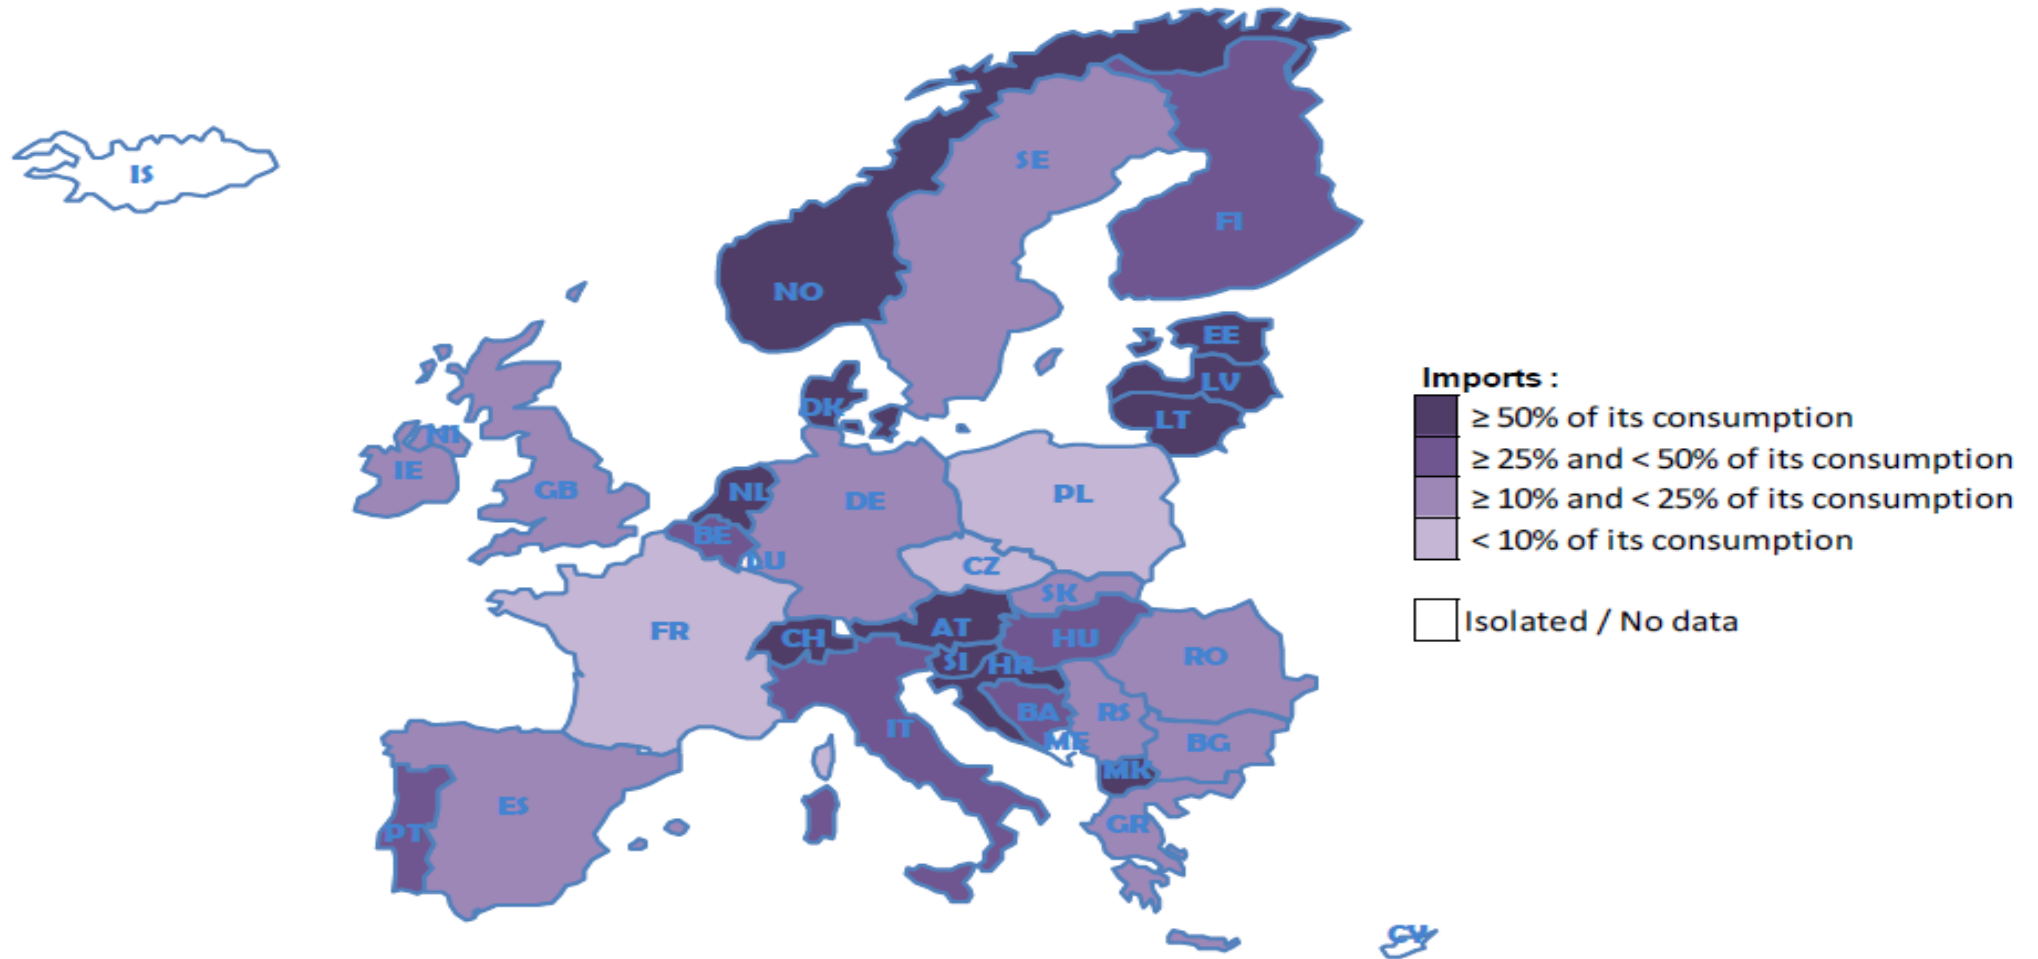 IS
SE
FI
NO
EE
LV
DK
LT
NI
IE
GB
NL
DE
PL
BE
LU
CZ
SK
FR
CH
AT
HU
SI
HR
RO
BA
RS
IT
ME
BG
MK
ES
PT
GR
CY
Imports :
≥ 50% of its consumption
≥ 25% and < 50% of its consumption
≥ 10% and < 25% of its consumption
< 10% of its consumption
Isolated / No data